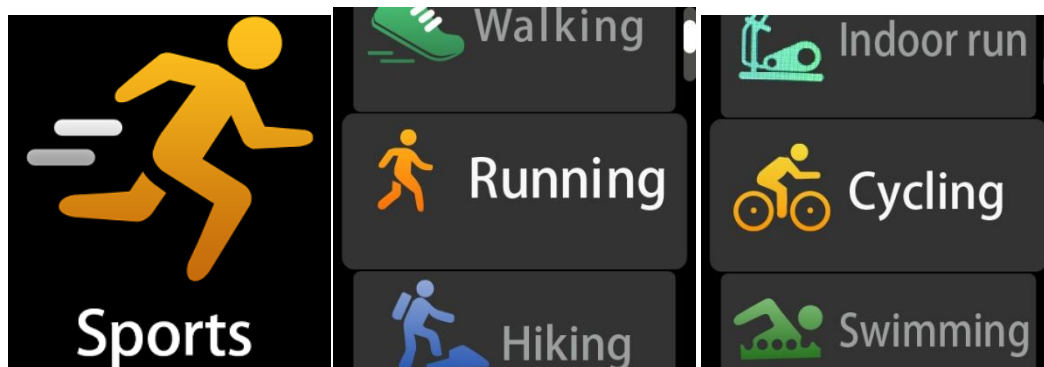 Sports
Walking
Running
Hiking
Indoor run
Cycling
Swimming